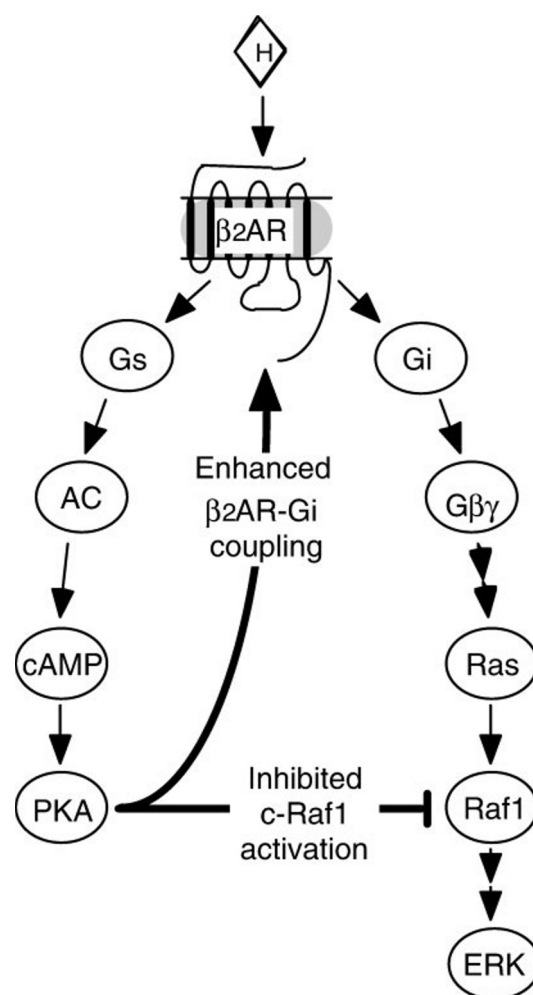 H
β2AR
Gs
Gi
AC
Enhanced
β2AR-Gi
coupling
Gβγ
cAMP
Ras
PKA
Inhibited
c-Raf1
activation
Raf1
ERK